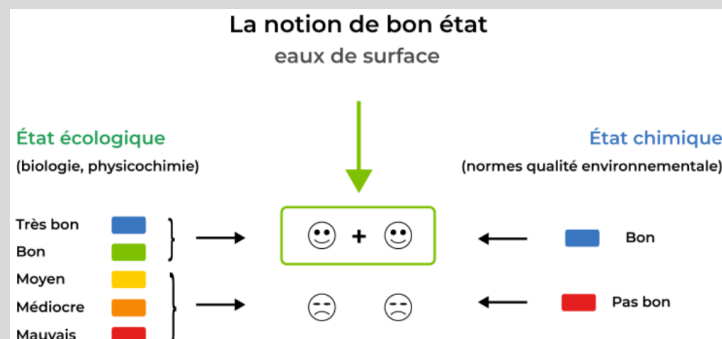 La notion de bon état
eaux de surface
État écologique
(biologie, physicochimie)
État chimique
(normes qualité environnementale)
Très bon
Bon
Moyen
Médiocre
Mauvais
+
Bon
Pas bon